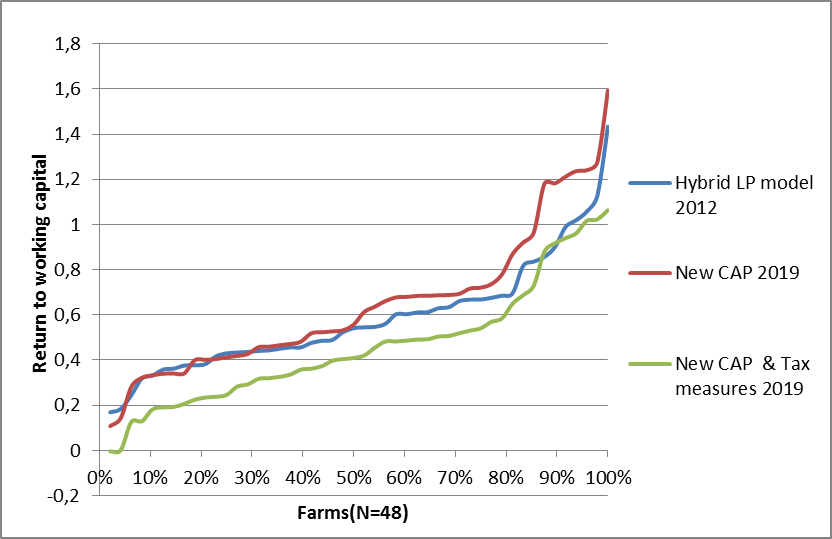 1,8
1,6
1,4
1,2
1
0,8
0,6
0,4
0,2
0
-0,2
Return to working capital
0% 10% 20% 30% 40% 50% 60% 70% 80% 90% 100%
Farms(N=48)
Hybrid LP model
2012
New CAP 2019
New CAP & Tax
measures 2019